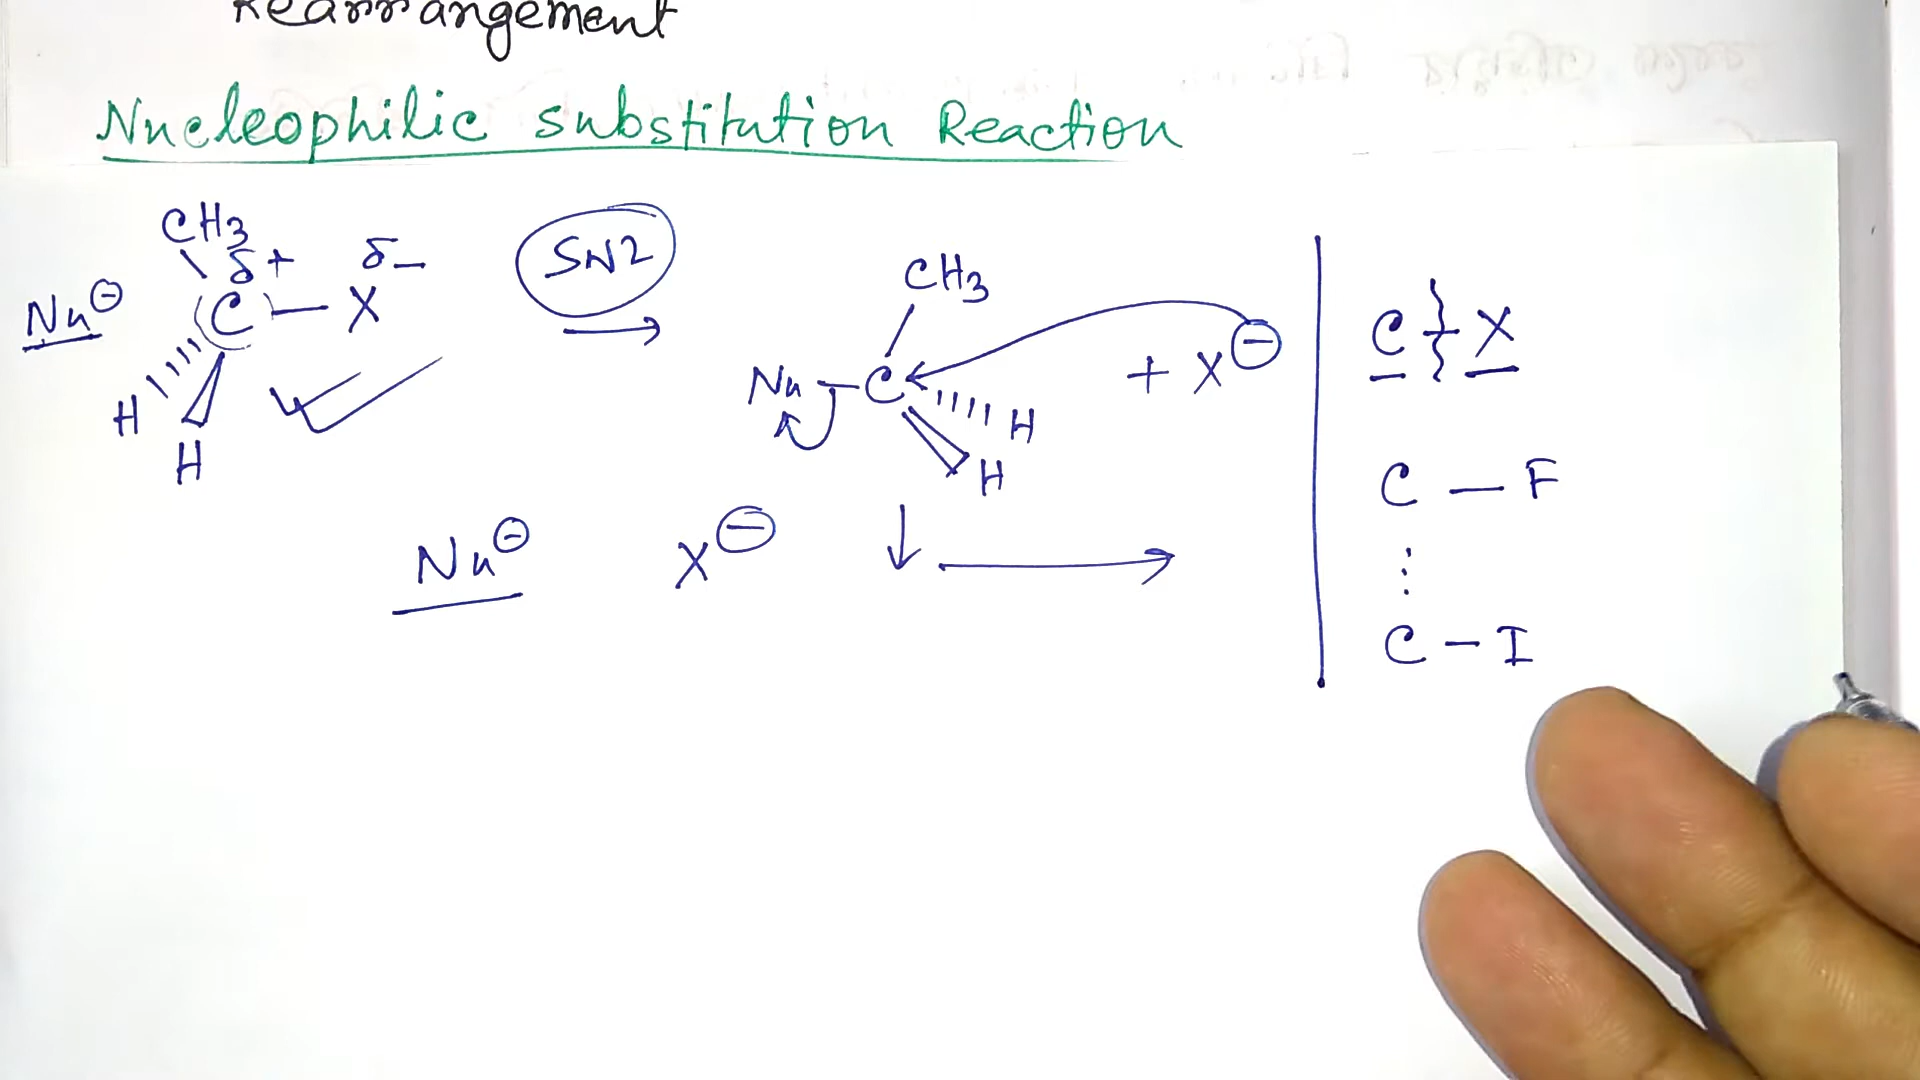 Rearrangement
Nucleophilic substitution Reaction
CH3
δ+ δ-
Nu⊖ C — X
H
H
SN2
CH3
Nu — C + X⊖
H
H
Nu⊖ X⊖
C X
C — F
⋮
C — I